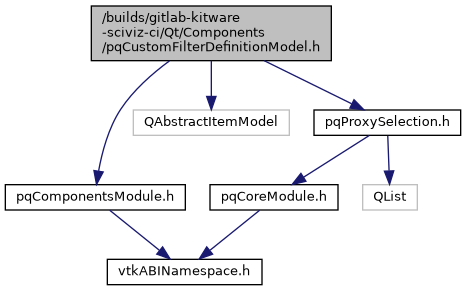 /builds/gitlab-kitware
-sciviz-ci/Qt/Components
/pqCustomFilterDefinitionModel.h
QAbstractItemModel
pqProxySelection.h
pqComponentsModule.h
pqCoreModule.h
QList
vtkABINamespace.h